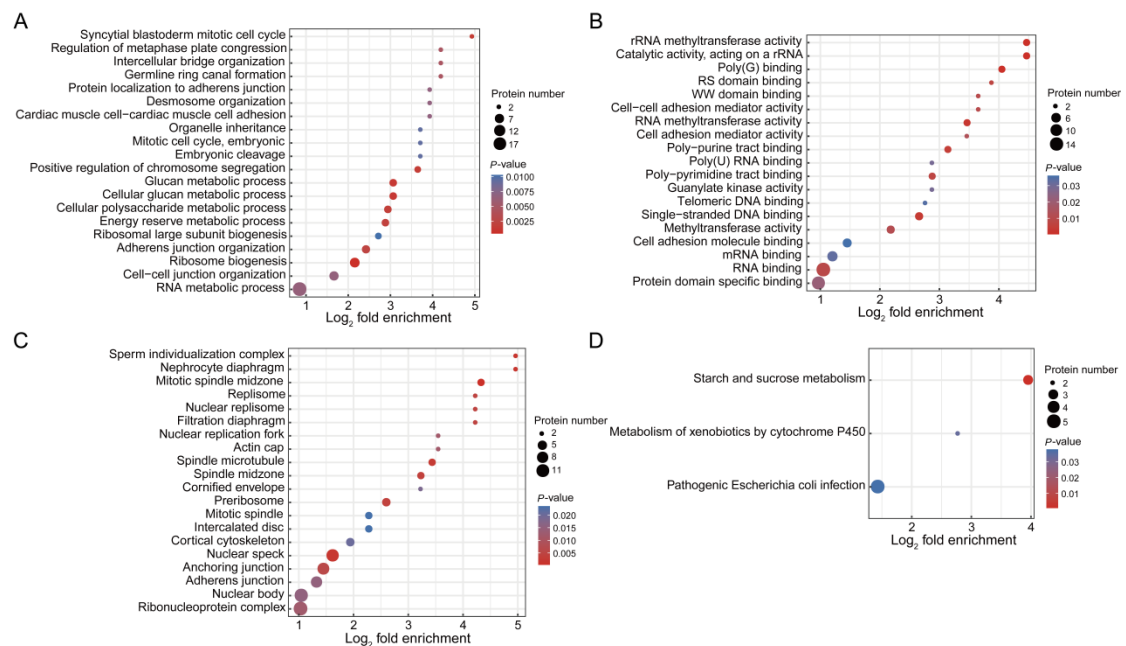 A
Syncytial blastoderm mitotic cell cycle
Regulation of metaphase plate congression
Intercellular bridge organization
Germline ring canal formation
Protein localization to adherens junction
Desmosome organization
Cardiac muscle cell−cardiac muscle cell adhesion
Organelle inheritance
Mitotic cell cycle, embryonic
Embryonic cleavage
Positive regulation of chromosome segregation
Glucan metabolic process
Cellular glucan metabolic process
Cellular polysaccharide metabolic process
Energy reserve metabolic process
Ribosomal large subunit biogenesis
Adherens junction organization
Ribosome biogenesis
Cell−cell junction organization
RNA metabolic process
1 2 3 4 5
Log2 fold enrichment
Protein number
2
7
12
17
P-value
0.0100
0.0075
0.0050
0.0025
B
rRNA methyltransferase activity
Catalytic activity, acting on a rRNA
Poly(G) binding
RS domain binding
WW domain binding
Cell−cell adhesion mediator activity
RNA methyltransferase activity
Cell adhesion mediator activity
Poly−purine tract binding
Poly(U) RNA binding
Poly−pyrimidine tract binding
Guanylate kinase activity
Telomeric DNA binding
Single−stranded DNA binding
Methyltransferase activity
Cell adhesion molecule binding
mRNA binding
RNA binding
Protein domain specific binding
1 2 3 4
Log2 fold enrichment
Protein number
2
6
10
14
P-value
0.03
0.02
0.01
C
Sperm individualization complex
Nephrocyte diaphragm
Mitotic spindle midzone
Replisome
Nuclear replisome
Filtration diaphragm
Nuclear replication fork
Actin cap
Spindle microtubule
Spindle midzone
Cornified envelope
Preribosome
Mitotic spindle
Intercalated disc
Cortical cytoskeleton
Nuclear speck
Anchoring junction
Adherens junction
Nuclear body
Ribonucleoprotein complex
1 2 3 4 5
Log2 fold enrichment
Protein number
2
5
8
11
P-value
0.020
0.015
0.010
0.005
D
Starch and sucrose metabolism
Metabolism of xenobiotics by cytochrome P450
Pathogenic Escherichia coli infection
2 2 3 4
Log2 fold enrichment
Protein number
2
3
4
5
P-value
0.03
0.02
0.01